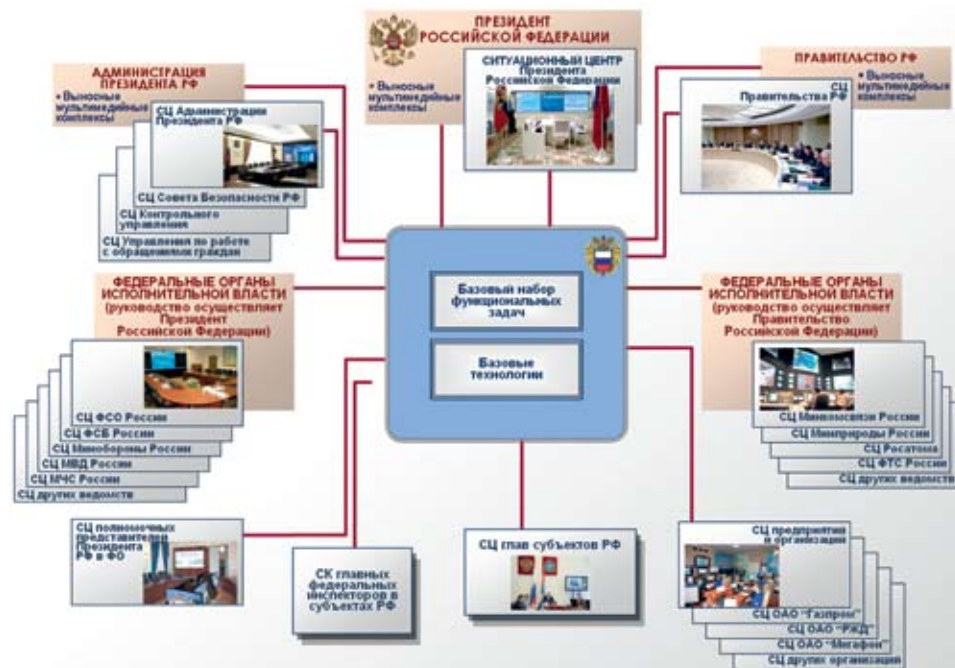 ПРЕЗИДЕНТ
РОССИЙСКОЙ ФЕДЕРАЦИИ
СИТУАЦИОННЫЙ ЦЕНТР
Президента
Российской Федерации
• Выносные
мультимедийные
комплексы
АДМИНИСТРАЦИЯ
ПРЕЗИДЕНТА РФ
• Выносные
мультимедийные
комплексы
СЦ Администрации
Президента РФ
СЦ Совета Безопасности РФ
СЦ Контрольного
управления
СЦ Управления по работе
с обращениями граждан
ПРАВИТЕЛЬСТВО РФ
• Выносные
мультимедийные
комплексы
СЦ
Правительства РФ
Базовый набор
функциональных
задач
Базовые
технологии
ФЕДЕРАЛЬНЫЕ ОРГАНЫ
ИСПОЛНИТЕЛЬНОЙ ВЛАСТИ
(руководство осуществляет
Президент
Российской Федерации)
СЦ ФСО России
СЦ ФСБ России
СЦ Минобороны России
СЦ МВД России
СЦ МЧС России
СЦ других ведомств
ФЕДЕРАЛЬНЫЕ ОРГАНЫ
ИСПОЛНИТЕЛЬНОЙ ВЛАСТИ
(руководство осуществляет
Правительство
Российской Федерации)
СЦ Минкомсвязи России
СЦ Минприроды России
СЦ Росатома
СЦ ФТС России
СЦ других ведомств
СЦ полномочных
представителей
Президента
РФ в ФО
СК главных
федеральных
инспекторов в
субъектах РФ
СЦ глав субъектов РФ
СЦ предприятия
и организации
СЦ ОАО "Газпром"
СЦ ОАО "РЖД"
СЦ ОАО "Мегафон"
СЦ других организаций